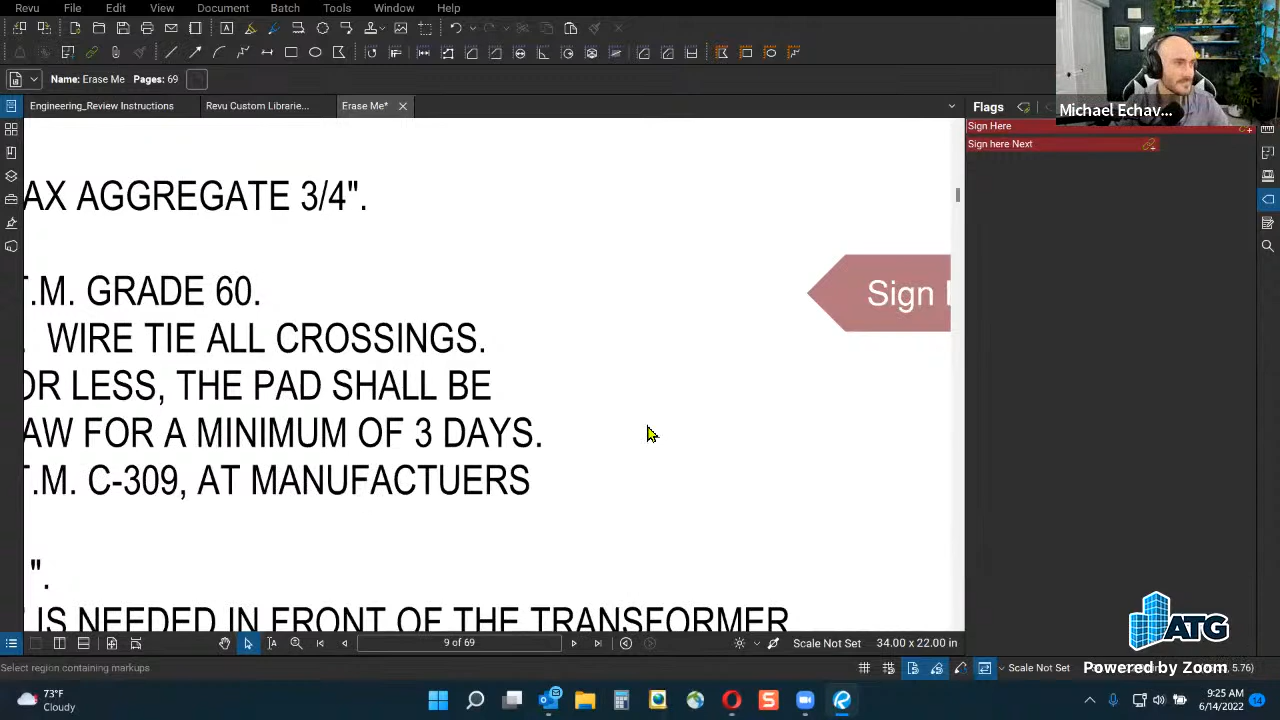 Revu File Edit View Document Batch Tools Window Help
Name: Erase Me Pages: 69
Engineering_Review Instructions Revu Custom Librarie... Erase Me*
Flags
Michael Echav...
Sign Here
Sign here Next
AX AGGREGATE 3/4".
T.M. GRADE 60.
Sign
. WIRE TIE ALL CROSSINGS.
OR LESS, THE PAD SHALL BE
AW FOR A MINIMUM OF 3 DAYS.
T.M. C-309, AT MANUFACTUERS
".
IS NEEDED IN FRONT OF THE TRANSFORMER
ATG
9 of 69
Scale Not Set 34.00 x 22.00 in
Powered by Zoom
Select region containing markups
Scale Not Set
5.76)
73°F
Cloudy
9:25 AM
6/14/2022
14